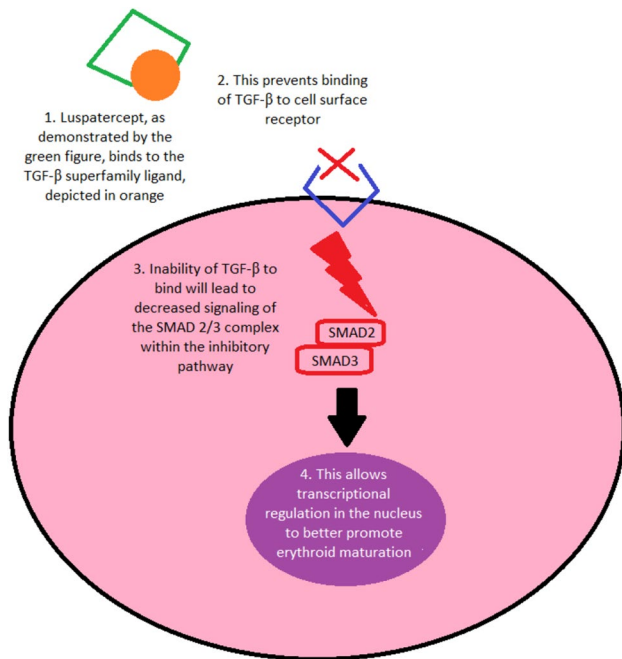 1. Luspatercept, as
demonstrated by the
green figure, binds to the
TGF-β superfamily ligand,
depicted in orange
2. This prevents binding
of TGF-β to cell surface
receptor
3. Inability of TGF-β to
bind will lead to
decreased signaling of
the SMAD 2/3 complex
within the inhibitory
pathway
SMAD2
SMAD3
4. This allows
transcriptional
regulation in the nucleus
to better promote
erythroid maturation